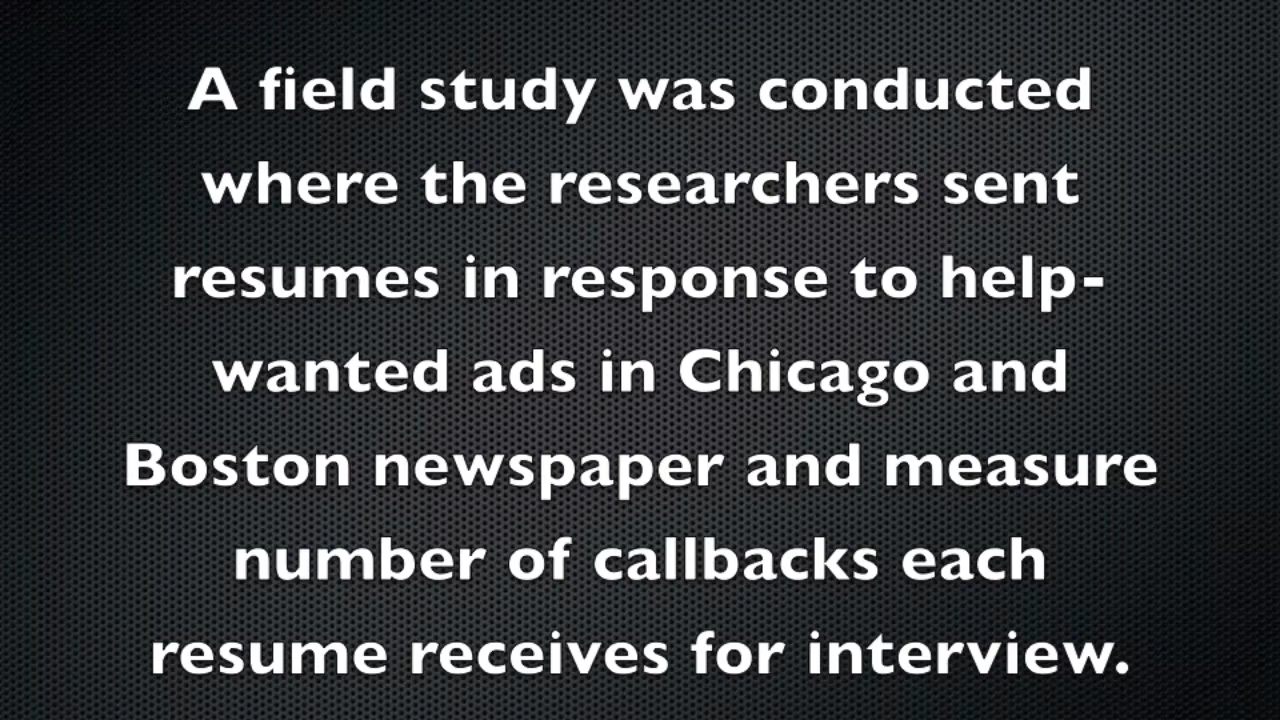 A field study was conducted
where the researchers sent
resumes in response to help-
wanted ads in Chicago and
Boston newspaper and measure
number of callbacks each
resume receives for interview.